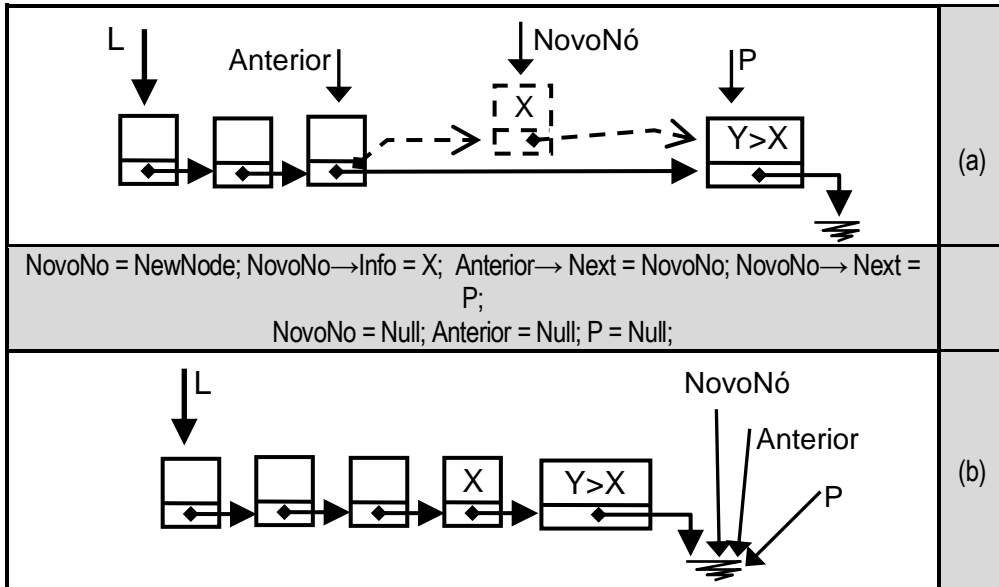 L
Anterior
NovoNó
P
X
Y>X
(a)
NovoNo = NewNode; NovoNo→Info = X; Anterior→ Next = NovoNo; NovoNo→ Next =
P;
NovoNo = Null; Anterior = Null; P = Null;
L
NovoNó
Anterior
P
X
Y>X
(b)